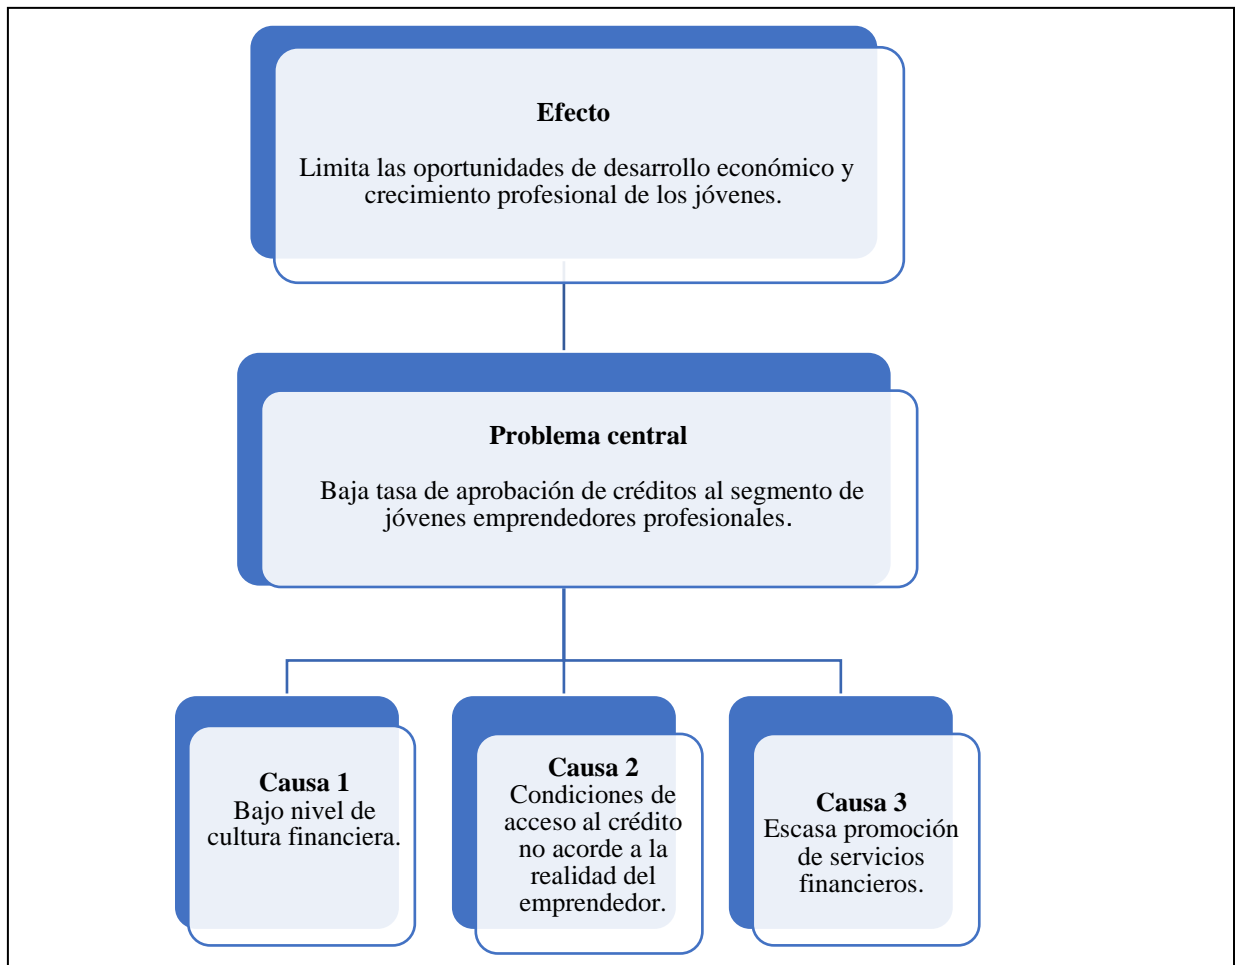 Efecto
Limita las oportunidades de desarrollo económico y
crecimiento profesional de los jóvenes.
Problema central
Baja tasa de aprobación de créditos al segmento de
jóvenes emprendedores profesionales.
Causa 1
Bajo nivel de
cultura financiera.
Causa 2
Condiciones de
acceso al crédito
no acorde a la
realidad del
emprendedor.
Causa 3
Escasa promoción
de servicios
financieros.